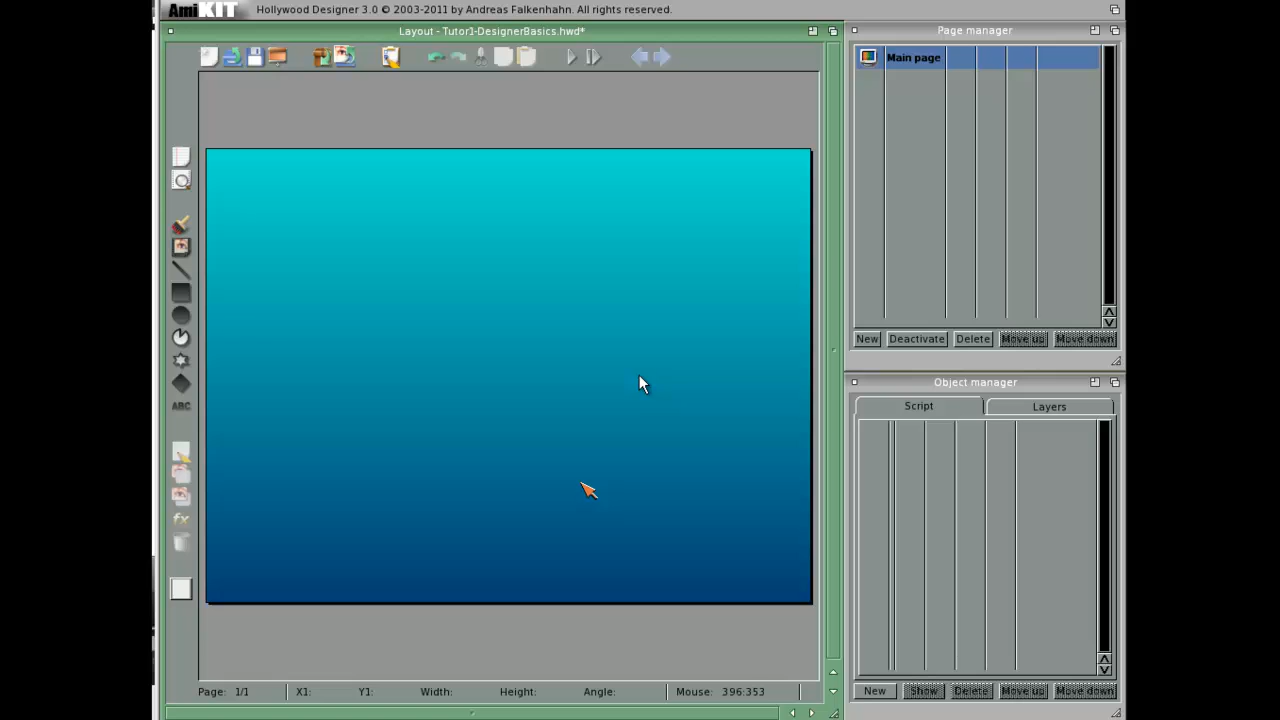 AmiKIT
Hollywood Designer 3.0 © 2003-2011 by Andreas Falkenhahn. All rights reserved.
Layout - Tutor1-DesignerBasics.hwd*
Page manager
Main page
New
Deactivate
Delete
Move up
Move down
Object manager
Script
Layers
ABC
fx
New
Show
Delete
Move up
Move down
Page: 1/1
X1:
Y1:
Width:
Height:
Angle:
Mouse: 396:353